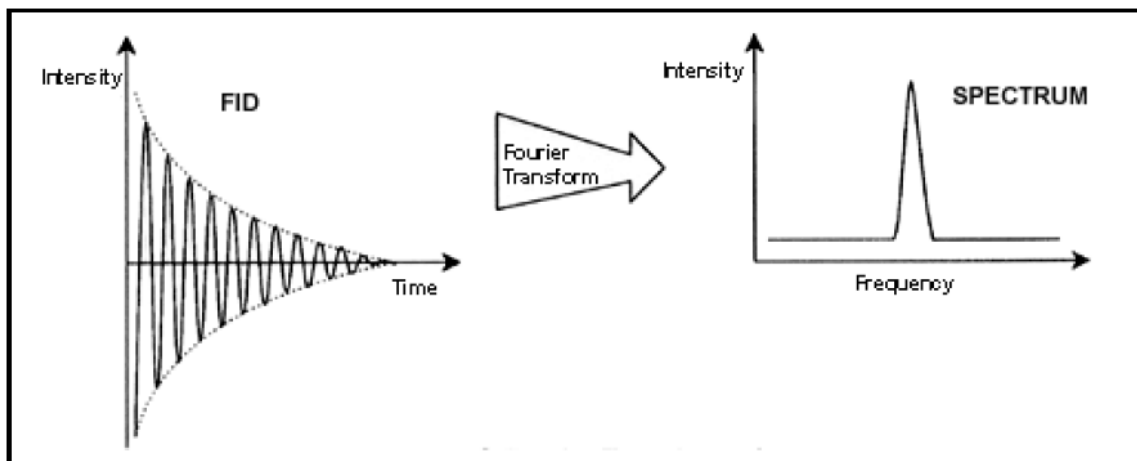 Intensity
FID
Time
Fourier
Transform
Intensity
SPECTRUM
Frequency